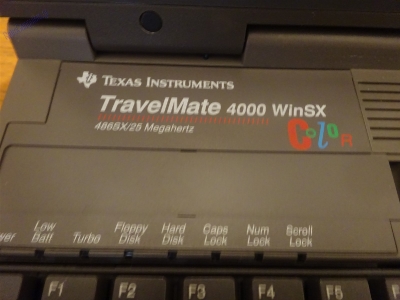 TEXAS INSTRUMENTS
TravelMate 4000 WinSX
486SX/25 Megahertz
ColoR
Low Batt
Turbo
Floppy Disk
Hard Disk
Caps Lock
Num Lock
Scroll Lock
F1 F2 F3 F4 F5